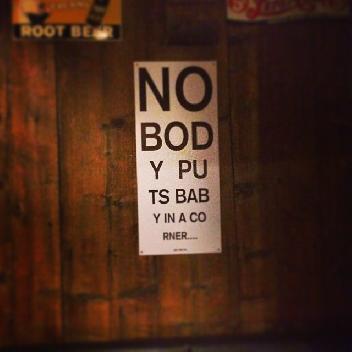 ROOT BEER
NO
BOD
Y PU
TS BAB
Y IN A CO
RNER....